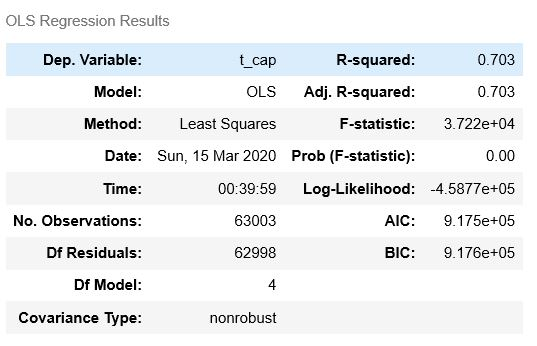 OLS Regression Results
Dep. Variable: t_cap R-squared: 0.703
Model: OLS Adj. R-squared: 0.703
Method: Least Squares F-statistic: 3.722e+04
Date: Sun, 15 Mar 2020 Prob (F-statistic): 0.00
Time: 00:39:59 Log-Likelihood: -4.5877e+05
No. Observations: 63003 AIC: 9.175e+05
Df Residuals: 62998 BIC: 9.176e+05
Df Model: 4
Covariance Type: nonrobust